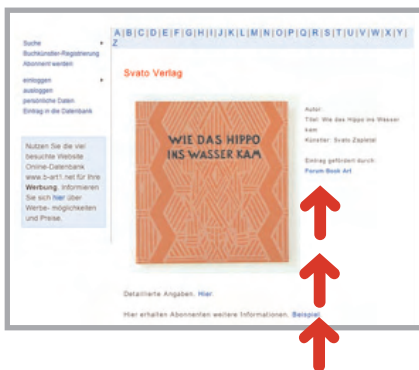 A|B|C|D|E|F|G|H|I|J|K|L|M|N|O|P|Q|R|S|T|U|V|W|X|Y|
Z
Suche
Buchkünstler-Registrierung
Abonnent werden
einloggen
ausloggen
persönliche Daten
Eintrag in die Datenbank
Nutzen Sie die viel
besuchte Website
Online-Datenbank
www.b-art1.net für Ihre
Werbung. Informieren
Sie sich hier über
Werbe- möglichkeiten
und Preise.
Svato Verlag
WIE DAS HIPPO
INS WASSER KAM
Autor:
Titel: Wie das Hippo ins Wasser
kam
Künstler: Svato Zapletal
Eintrag gefördert durch:
Forum Book Art
Detaillierte Angaben. Hier.
Hier erhalten Abonnenten weitere Informationen. Beispiel.